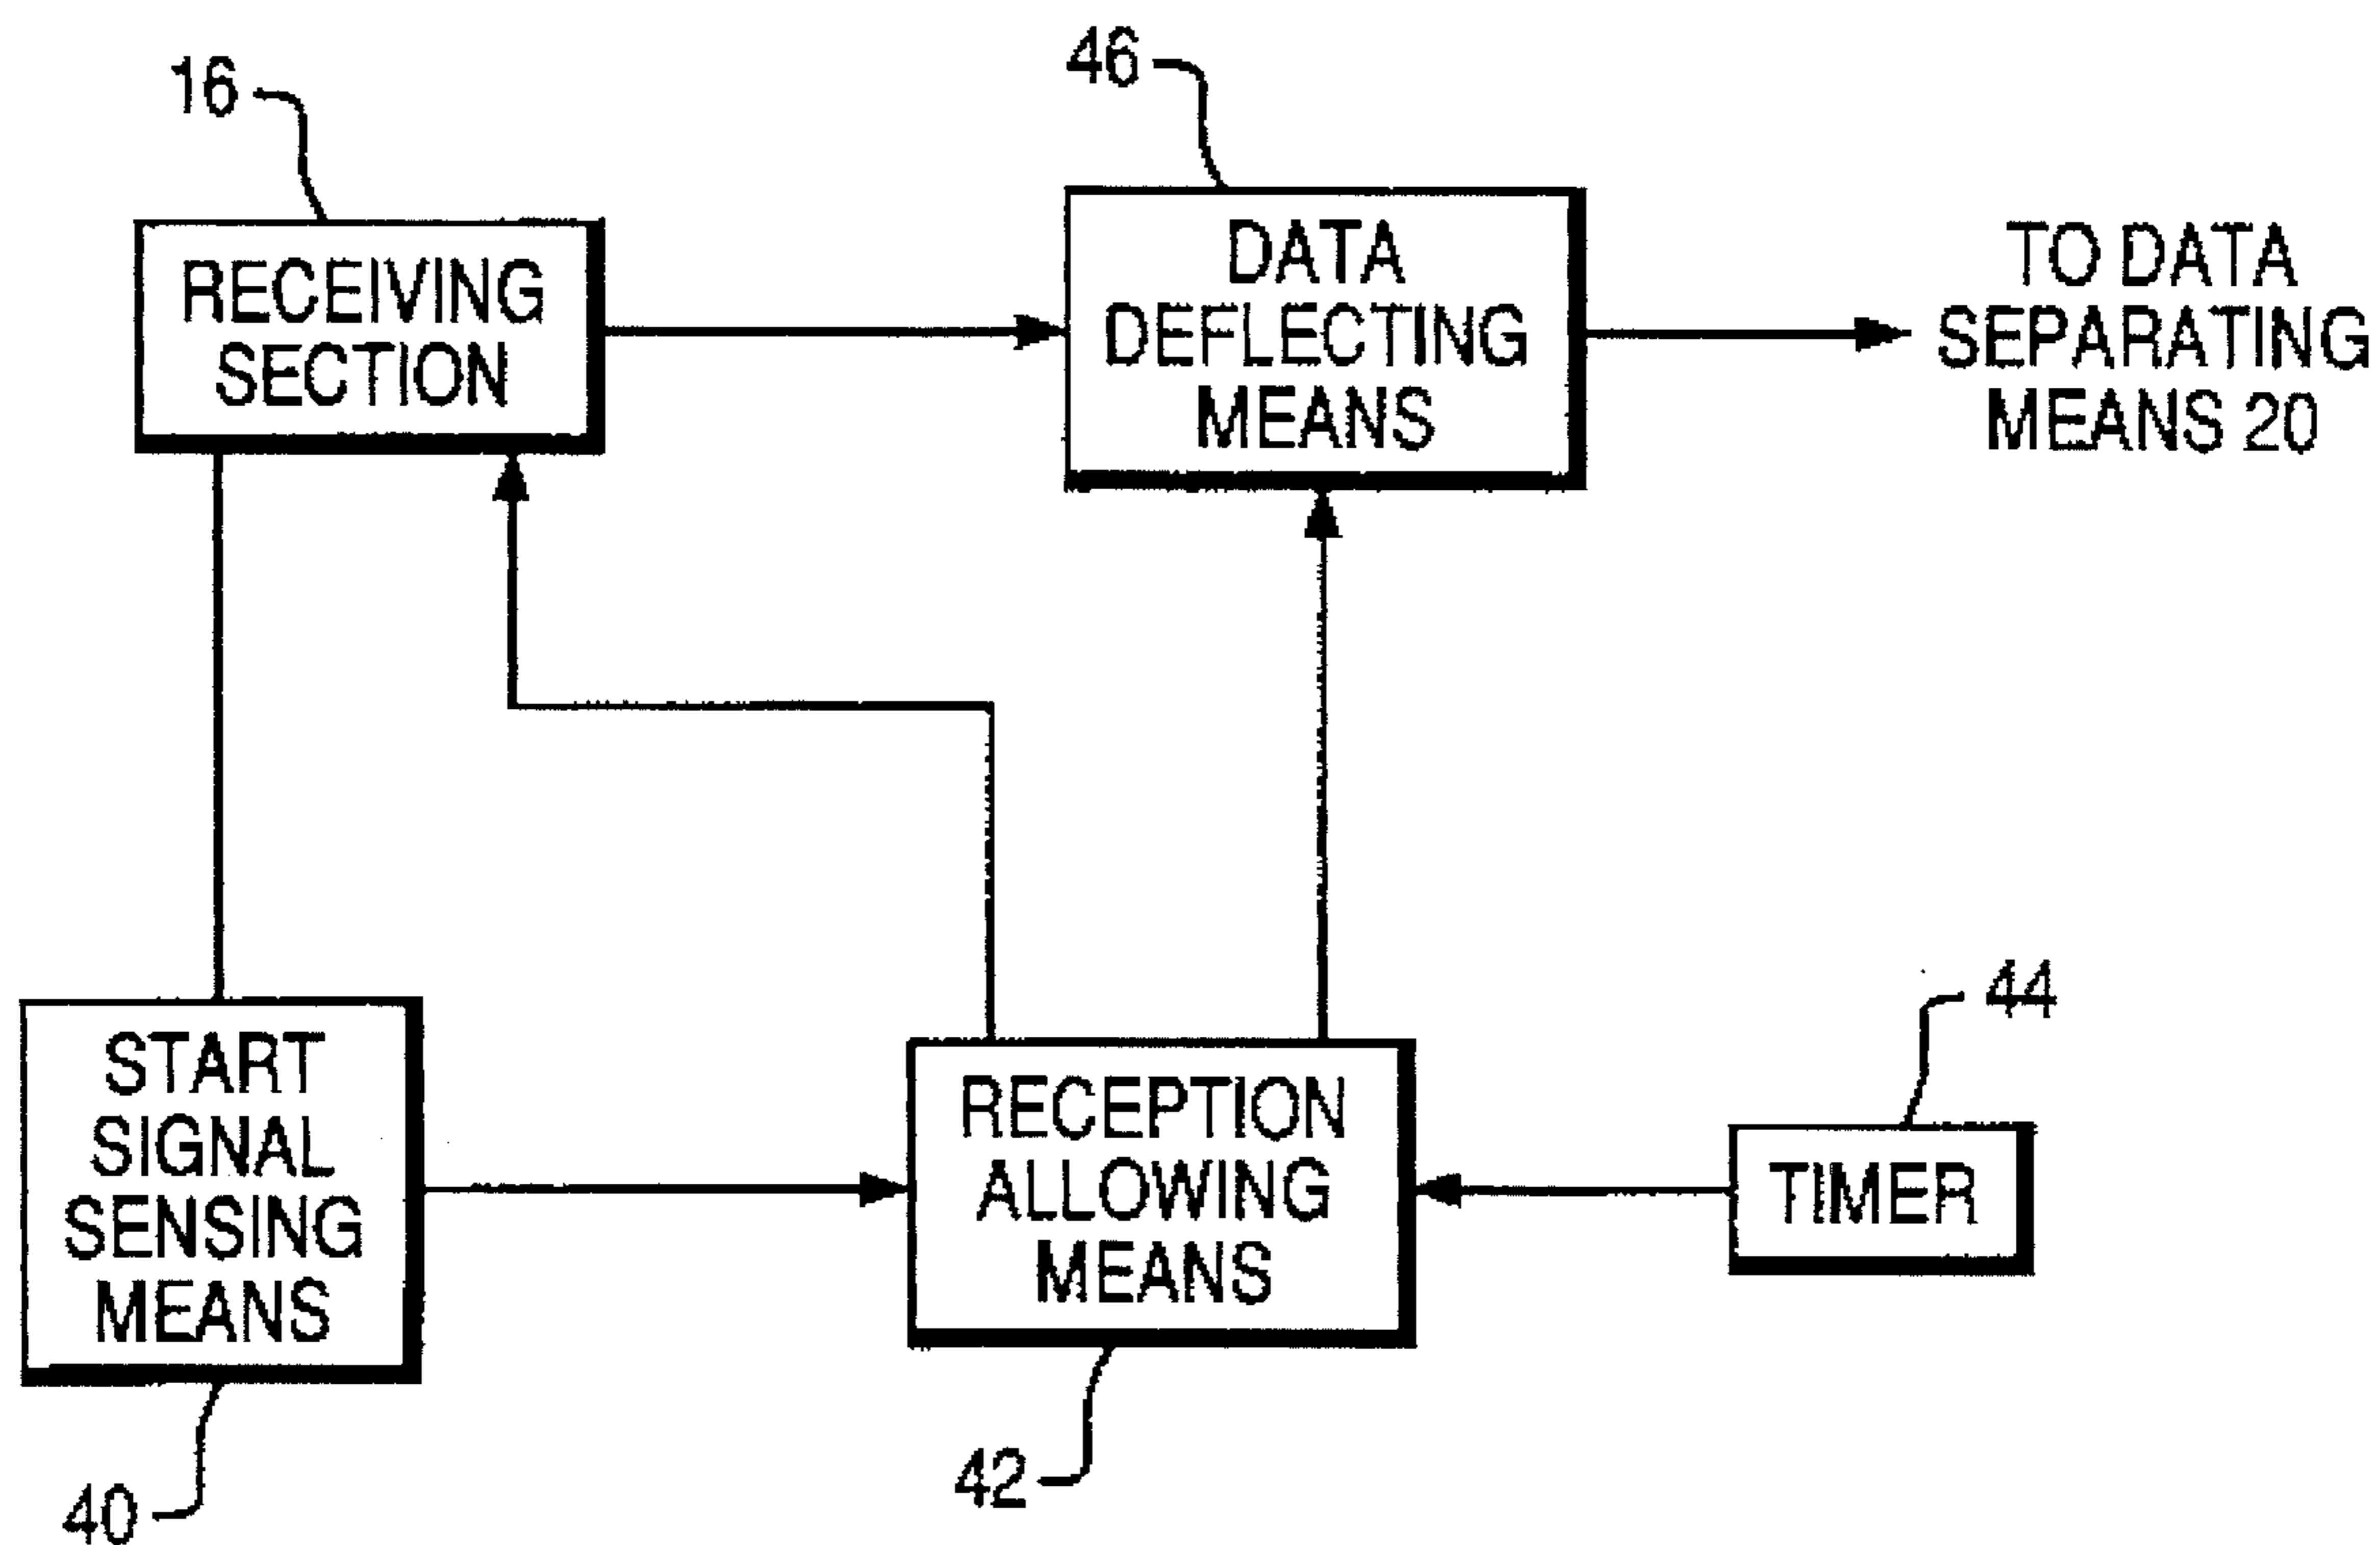 16
46
RECEIVING
SECTION
DATA
DEFLECTING
MEANS
TO DATA
SEPARATING
MEANS 20
START
SIGNAL
SENSING
MEANS
RECEPTION
ALLOWING
MEANS
44
TIMER
40
42